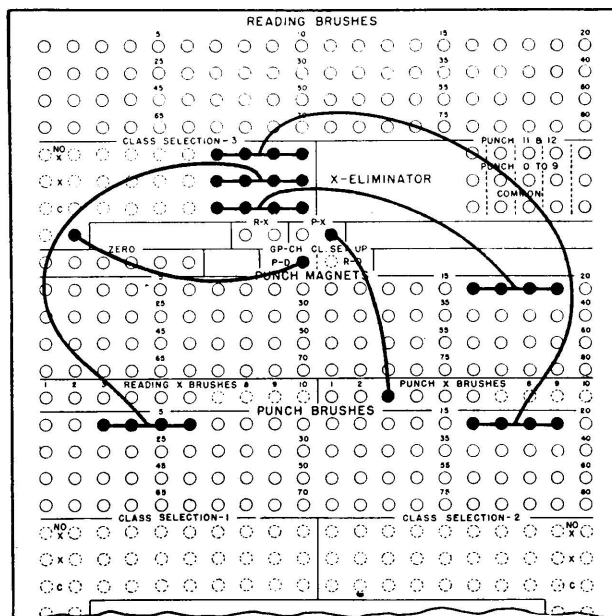 READING BRUSHES
5 10 15 20
25 30 35 40
45 50 55 60
65 70 75 80
NO X CLASS SELECTION-3 PUNCH 11 & 12
X X-ELIMINATOR PUNCH 0 TO 9
C COMMON
R-X P-X
ZERO GP-CH CL. SET UP
P-D R-D
PUNCH MAGNETS
5 15 20
25 30 35 40
45 50 55 60
65 70 75 80
1 2 3 READING X BRUSHES 8 9 10 1 2 PUNCH X BRUSHES 8 9 10
PUNCH BRUSHES
5 15 20
25 30 35 40
45 50 55 60
65 70 75 80
NO X CLASS SELECTION-1 CLASS SELECTION-2 NO X
X X
C C